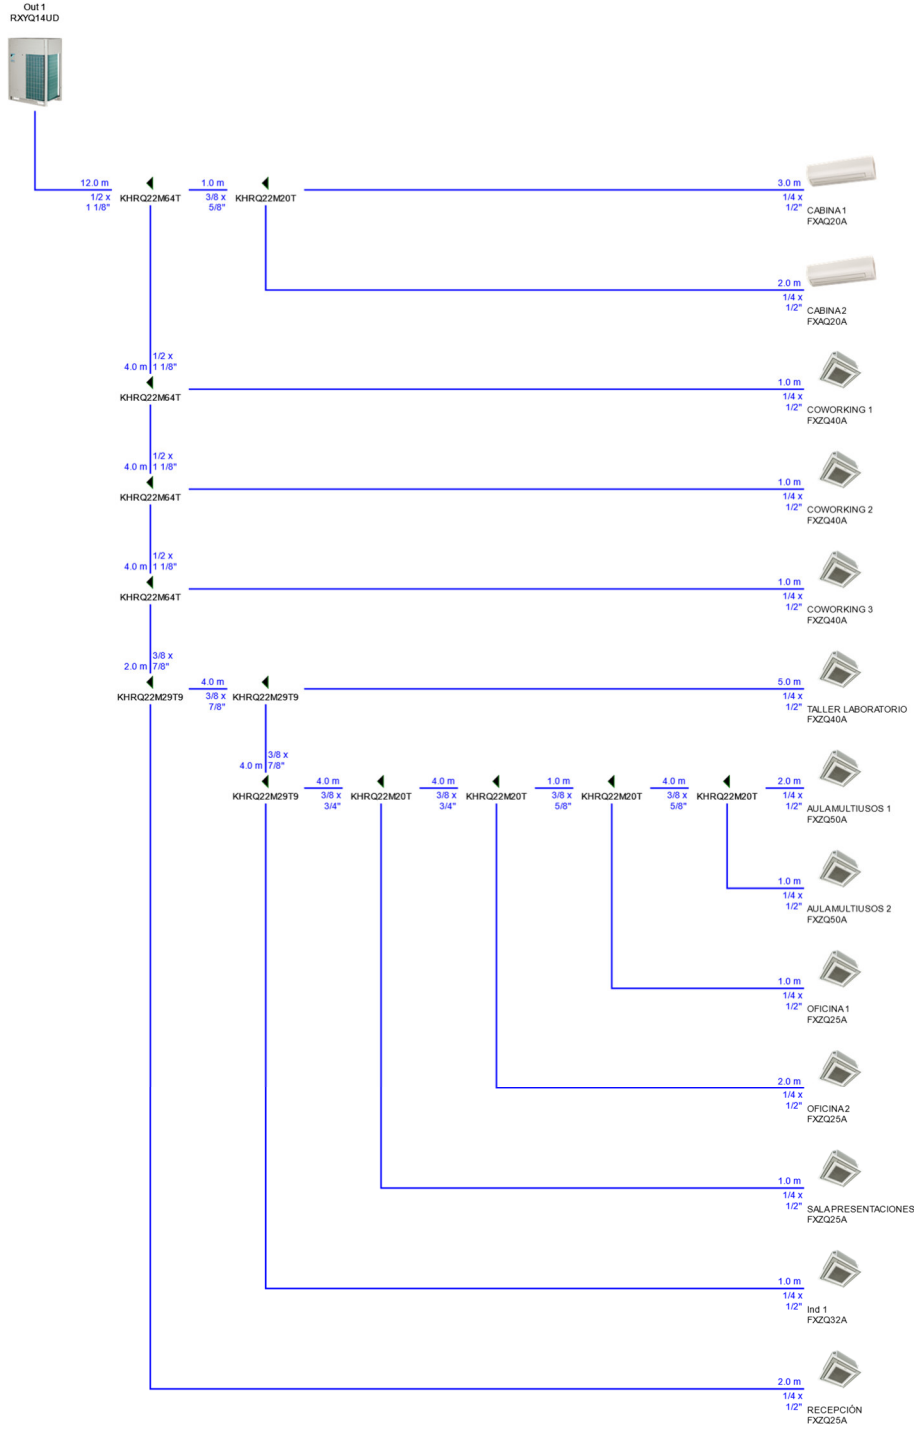 Out 1
RXYQ14UD
12.0 m
1/2 x
1 1/8"
KHRQ22M64T
1.0 m
3/8 x
5/8"
KHRQ22M20T
3.0 m
1/4 x
1/2"
CABINA 1
FXAQ20A
2.0 m
1/4 x
1/2"
CABINA 2
FXAQ20A
4.0 m
1/2 x
1 1/8"
KHRQ22M64T
1.0 m
1/4 x
1/2"
COWORKING 1
FXZQ40A
4.0 m
1/2 x
1 1/8"
KHRQ22M64T
1.0 m
1/4 x
1/2"
COWORKING 2
FXZQ40A
4.0 m
1/2 x
1 1/8"
KHRQ22M64T
1.0 m
1/4 x
1/2"
COWORKING 3
FXZQ40A
2.0 m
3/8 x
7/8"
KHRQ22M29T9
4.0 m
3/8 x
7/8"
KHRQ22M29T9
5.0 m
1/4 x
1/2"
TALLER LABORATORIO
FXZQ40A
4.0 m
3/8 x
7/8"
KHRQ22M29T9
4.0 m
3/8 x
3/4"
KHRQ22M20T
4.0 m
3/8 x
3/4"
KHRQ22M20T
1.0 m
3/8 x
5/8"
KHRQ22M20T
4.0 m
3/8 x
5/8"
KHRQ22M20T
2.0 m
1/4 x
1/2"
AULA MULTIUSOS 1
FXZQ50A
1.0 m
1/4 x
1/2"
AULA MULTIUSOS 2
FXZQ50A
1.0 m
1/4 x
1/2"
OFICINA 1
FXZQ25A
2.0 m
1/4 x
1/2"
OFICINA 2
FXZQ25A
1.0 m
1/4 x
1/2"
SALA PRESENTACIONES
FXZQ25A
1.0 m
1/4 x
1/2"
Ind 1
FXZQ32A
2.0 m
1/4 x
1/2"
RECEPCIÓN
FXZQ25A